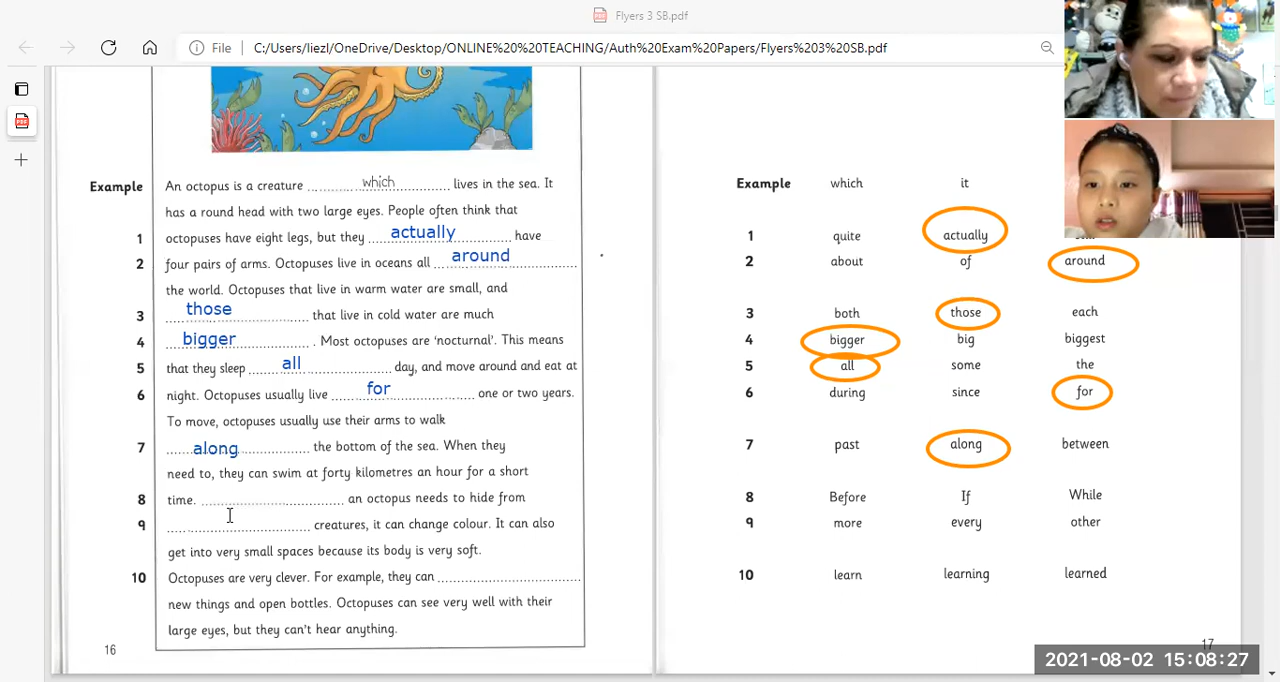 Flyers 3 SB.pdf
File | C:/Users/liezl/OneDrive/Desktop/ONLINE%20%20TEACHING/Auth%20Exam%20Papers/Flyers%203%20SB.pdf
Example An octopus is a creature which lives in the sea. It
has a round head with two large eyes. People often think that
1 octopuses have eight legs, but they actually have
2 four pairs of arms. Octopuses live in oceans all around
the world. Octopuses that live in warm water are small, and
3 those that live in cold water are much
4 bigger . Most octopuses are 'nocturnal'. This means
5 that they sleep all day, and move around and eat at
6 night. Octopuses usually live for one or two years.
To move, octopuses usually use their arms to walk
7 along the bottom of the sea. When they
need to, they can swim at forty kilometres an hour for a short
8 time. an octopus needs to hide from
9 creatures, it can change colour. It can also
get into very small spaces because its body is very soft.
10 Octopuses are very clever. For example, they can
new things and open bottles. Octopuses can see very well with their
large eyes, but they can't hear anything.
16
Example which it
1 quite actually
2 about of around
3 both those each
4 bigger big biggest
5 all some the
6 during since for
7 past along between
8 Before If While
9 more every other
10 learn learning learned
17
2021-08-02 15:08:27